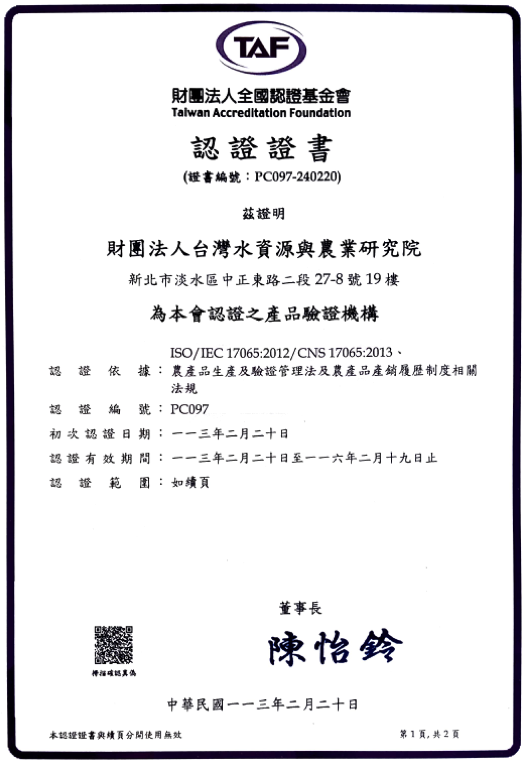 TAF
財團法人全國認證基金會
Taiwan Accreditation Foundation
認證證書
(證書編號：PC097-240220)
茲證明
財團法人台灣水資源與農業研究院
新北市淡水區中正東路二段 27-8 號 19 樓
為本會認證之產品驗證機構
ISO/IEC 17065:2012/CNS 17065:2013、
認證依據：農產品生產及驗證管理法及農產品產銷履歷制度相關
法規
認證編號：PC097
初次認證日期：一一三年二月二十日
認證有效期間：一一三年二月二十日至一一六年二月十九日止
認證範圍：如續頁
董事長
陳怡鈴
掃描確認真偽
中華民國一一三年二月二十日
本認證證書與續頁分開使用無效
第 1 頁, 共 2 頁